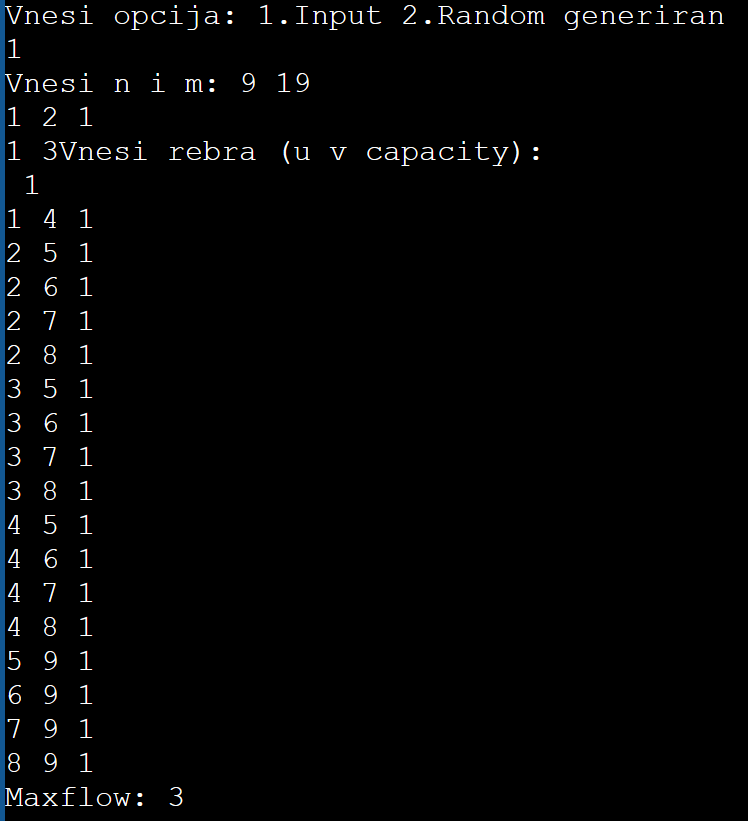 Vnesi opcija: 1.Input 2.Random generiran
1
Vnesi n i m: 9 19
1 2 1
1 3Vnesi rebra (u v capacity):
 1
1 4 1
2 5 1
2 6 1
2 7 1
2 8 1
3 5 1
3 6 1
3 7 1
3 8 1
4 5 1
4 6 1
4 7 1
4 8 1
5 9 1
6 9 1
7 9 1
8 9 1
Maxflow: 3